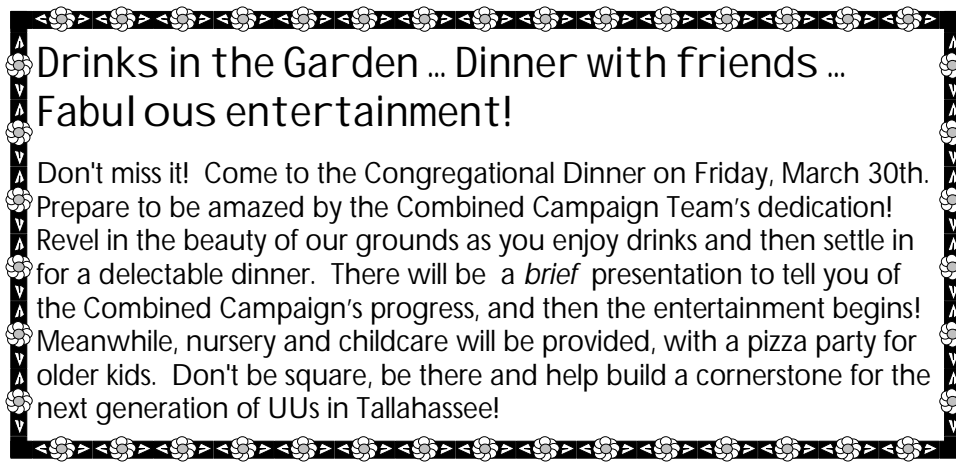 Drinks in the Garden ... Dinner with friends ...
Fabulous entertainment!
Don't miss it!  Come to the Congregational Dinner on Friday, March 30th.
Prepare to be amazed by the Combined Campaign Team’s dedication!
Revel in the beauty of our grounds as you enjoy drinks and then settle in
for a delectable dinner.  There will be  a brief  presentation to tell you of
the Combined Campaign’s progress, and then the entertainment begins!
Meanwhile, nursery and childcare will be provided, with a pizza party for
older kids.  Don't be square, be there and help build a cornerstone for the
next generation of UUs in Tallahassee!